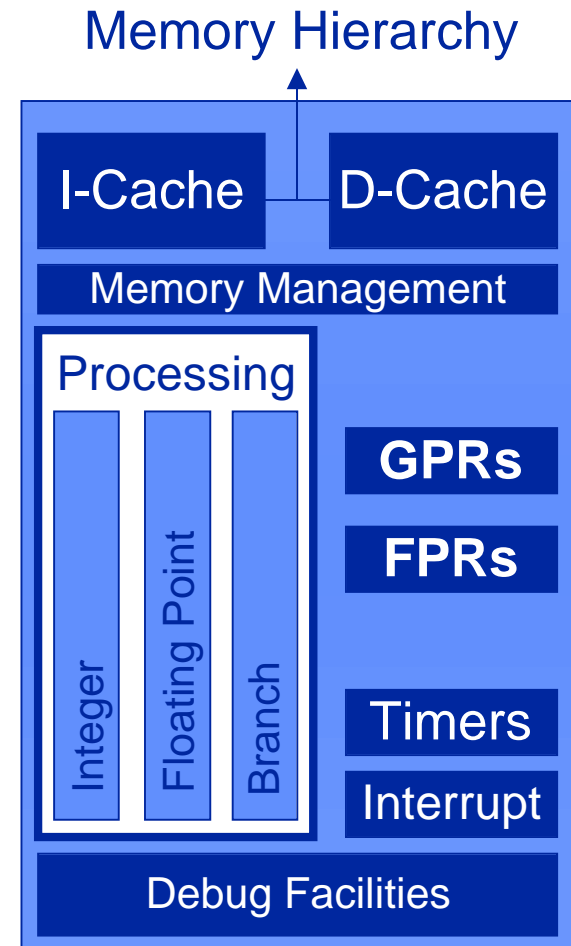 Memory Hierarchy
I-Cache
D-Cache
Memory Management
Processing
Integer
Floating Point
Branch
GPRs
FPRs
Timers
Interrupt
Debug Facilities